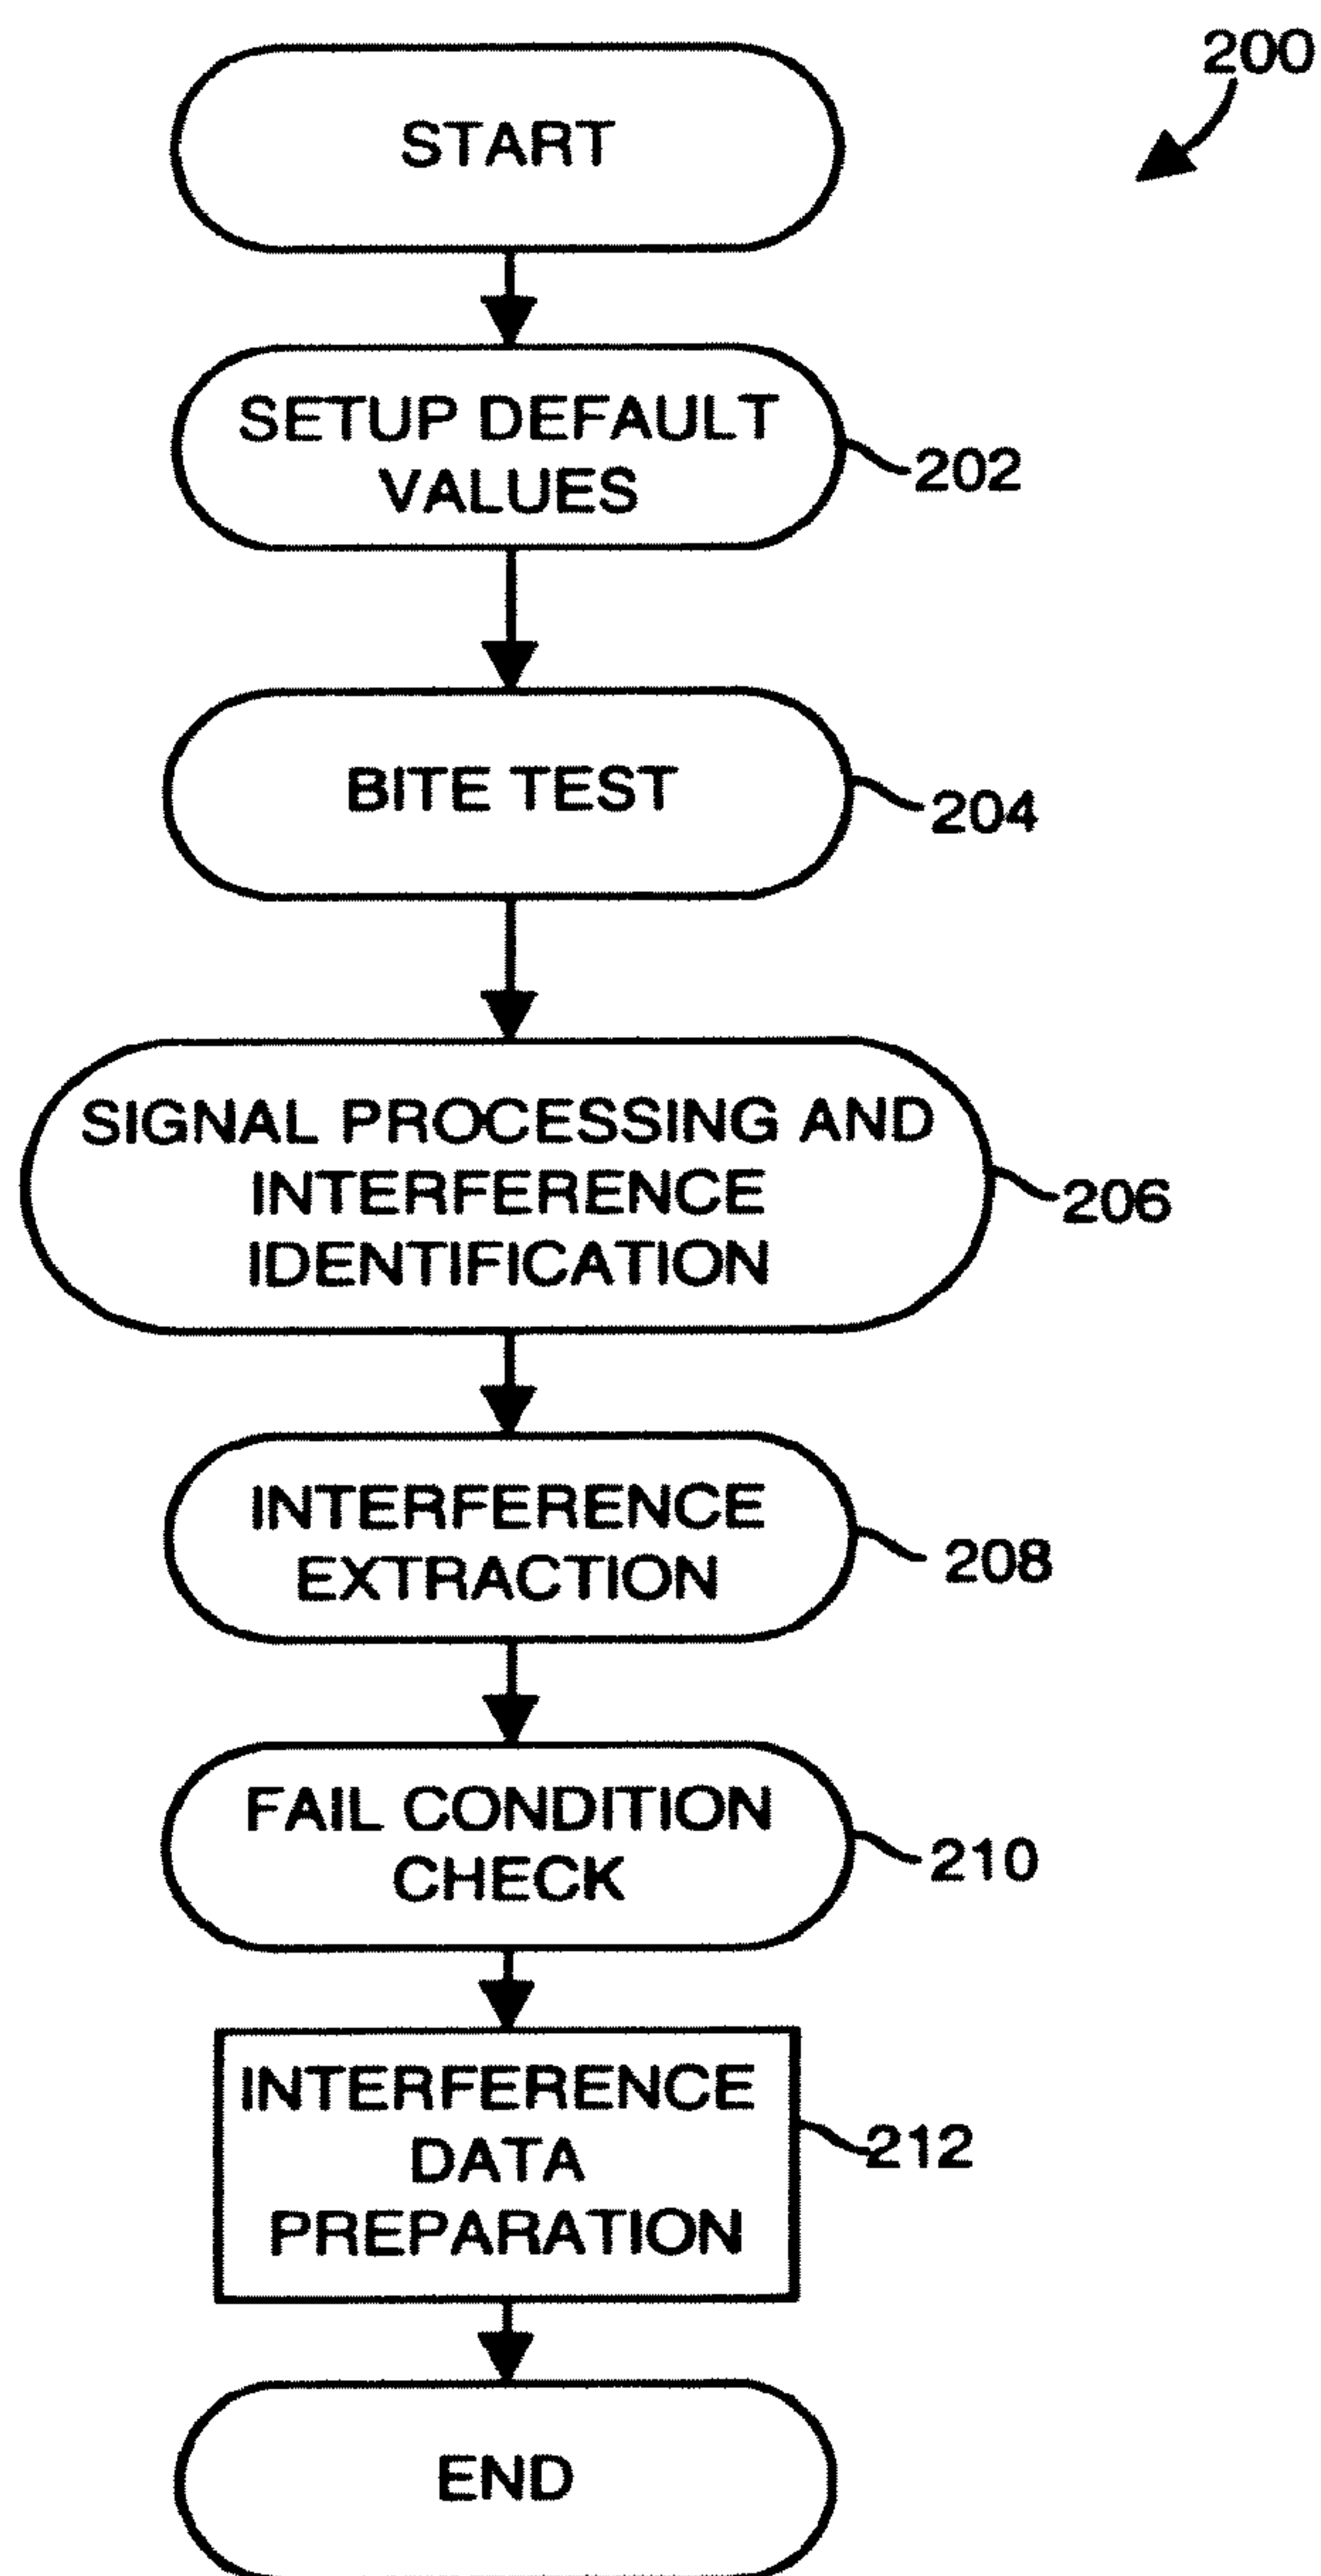 200
START
SETUP DEFAULT
VALUES
202
BITE TEST
204
SIGNAL PROCESSING AND
INTERFERENCE
IDENTIFICATION
206
INTERFERENCE
EXTRACTION
208
FAIL CONDITION
CHECK
210
INTERFERENCE
DATA
PREPARATION
212
END